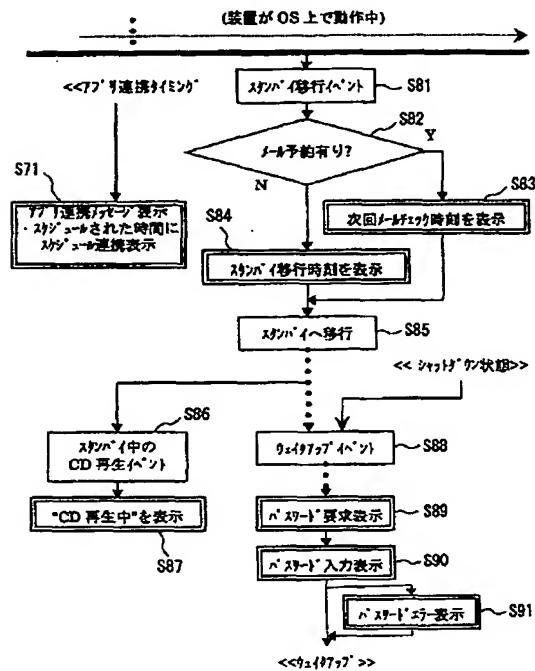 (装置が OS 上で動作中)
<<アプリ連携タイミング
スタンバイ移行イベント
S81
S82
メール予約有り?
Y
N
S71
アプリ連携メッセージ表示
・スケジュールされた時間に
スケジュール連携表示
S83
次回メールチェック時刻を表示
S84
スタンバイ移行時刻を表示
スタンバイへ移行
S85
<< シャットダウン状態>>
S86
スタンバイ中の
CD 再生イベント
ウェイクアップイベント
S88
"CD 再生中"を表示
S87
パスワード要求表示
S89
パスワード入力表示
S90
パスワードエラー表示
S91
<<ウェイクアップ>>